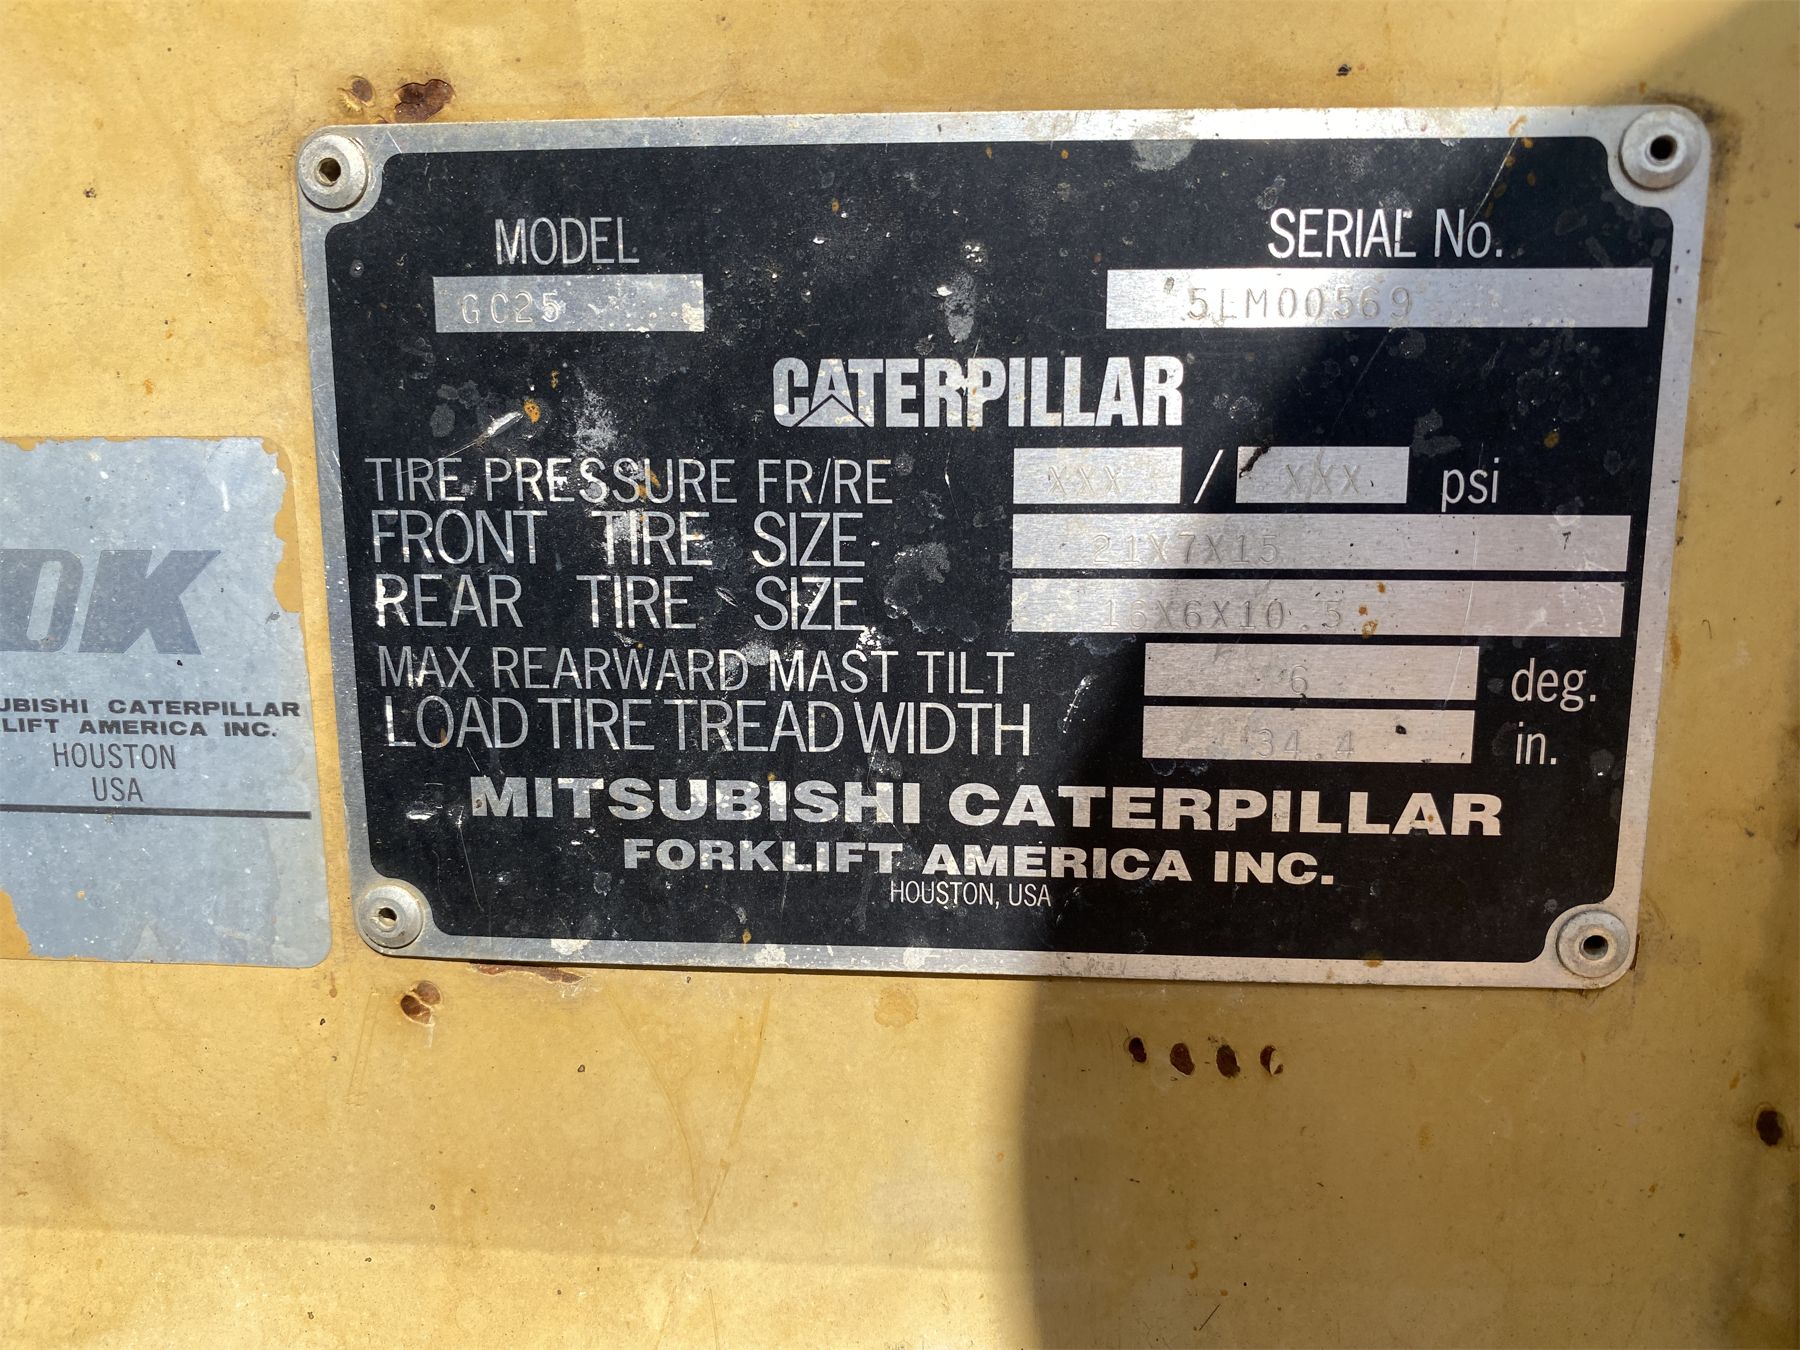 MODEL
SERIAL No.
GC25
5LM00569
CATERPILLAR
TIRE PRESSURE FR/RE XXX / XXX psi
FRONT TIRE SIZE 21X7X15
REAR TIRE SIZE 16X6X10.5
MAX REARWARD MAST TILT 6 deg.
LOAD TIRE TREAD WIDTH 34.4 in.
MITSUBISHI CATERPILLAR
FORKLIFT AMERICA INC.
HOUSTON, USA
OK
UBISHI CATERPILLAR
LIFT AMERICA INC.
HOUSTON
USA